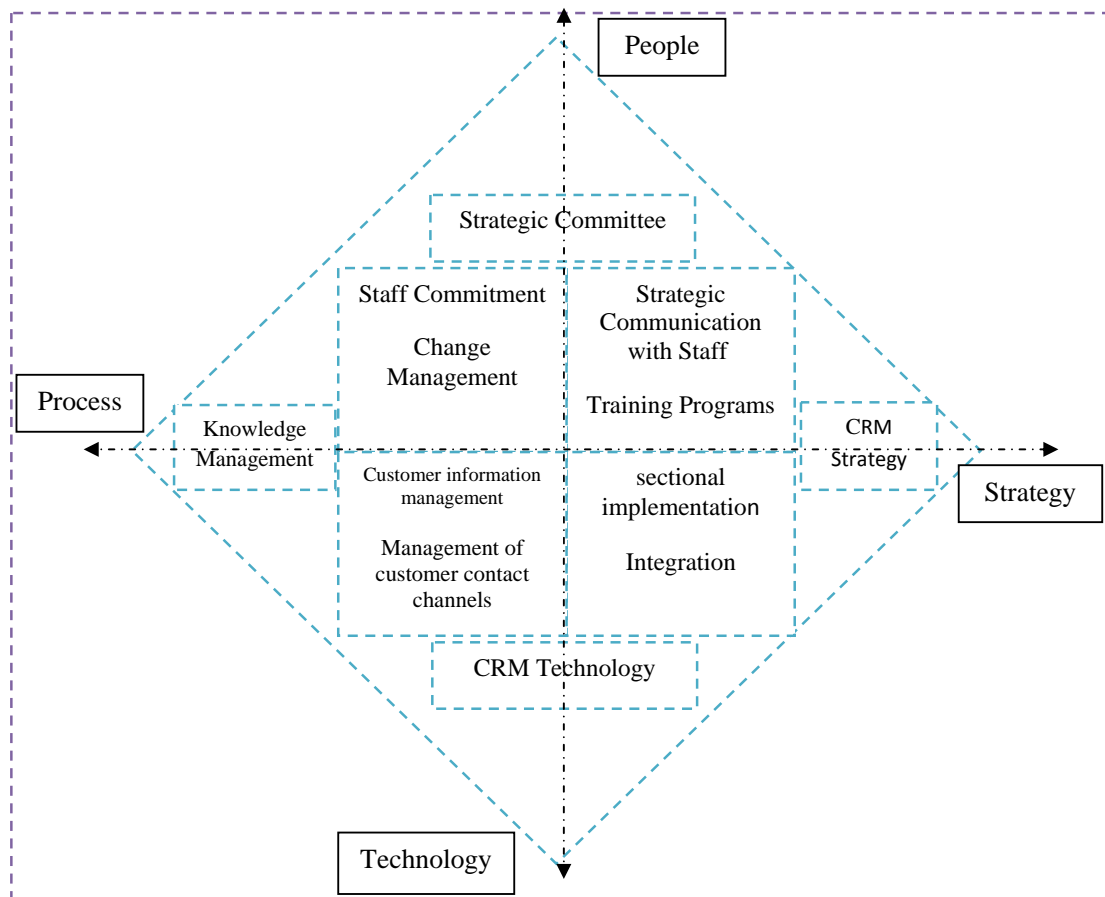 People
Strategic Committee
Staff Commitment
Change
Management
Strategic
Communication
with Staff
Training Programs
Process
Knowledge
Management
CRM
Strategy
Strategy
Customer information
management
Management of
customer contact
channels
sectional
implementation
Integration
CRM Technology
Technology